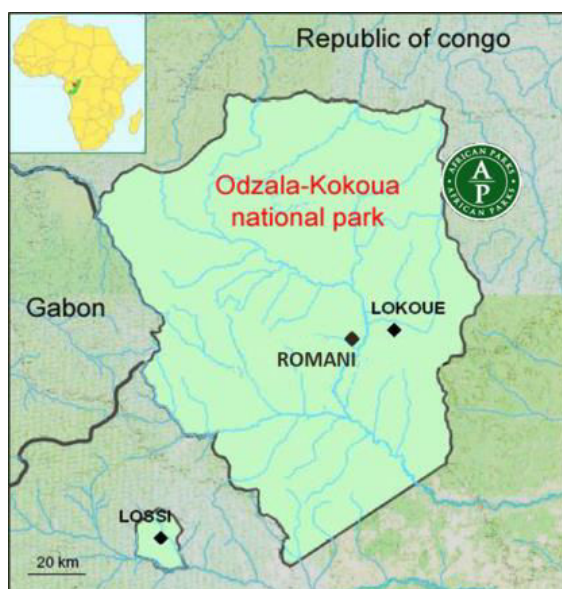 Republic of congo
AFRICAN PARKS
A
P
AFRICAN PARKS
Odzala-Kokoua
national park
Gabon
LOKOUE
ROMANI
LOSSI
20 km